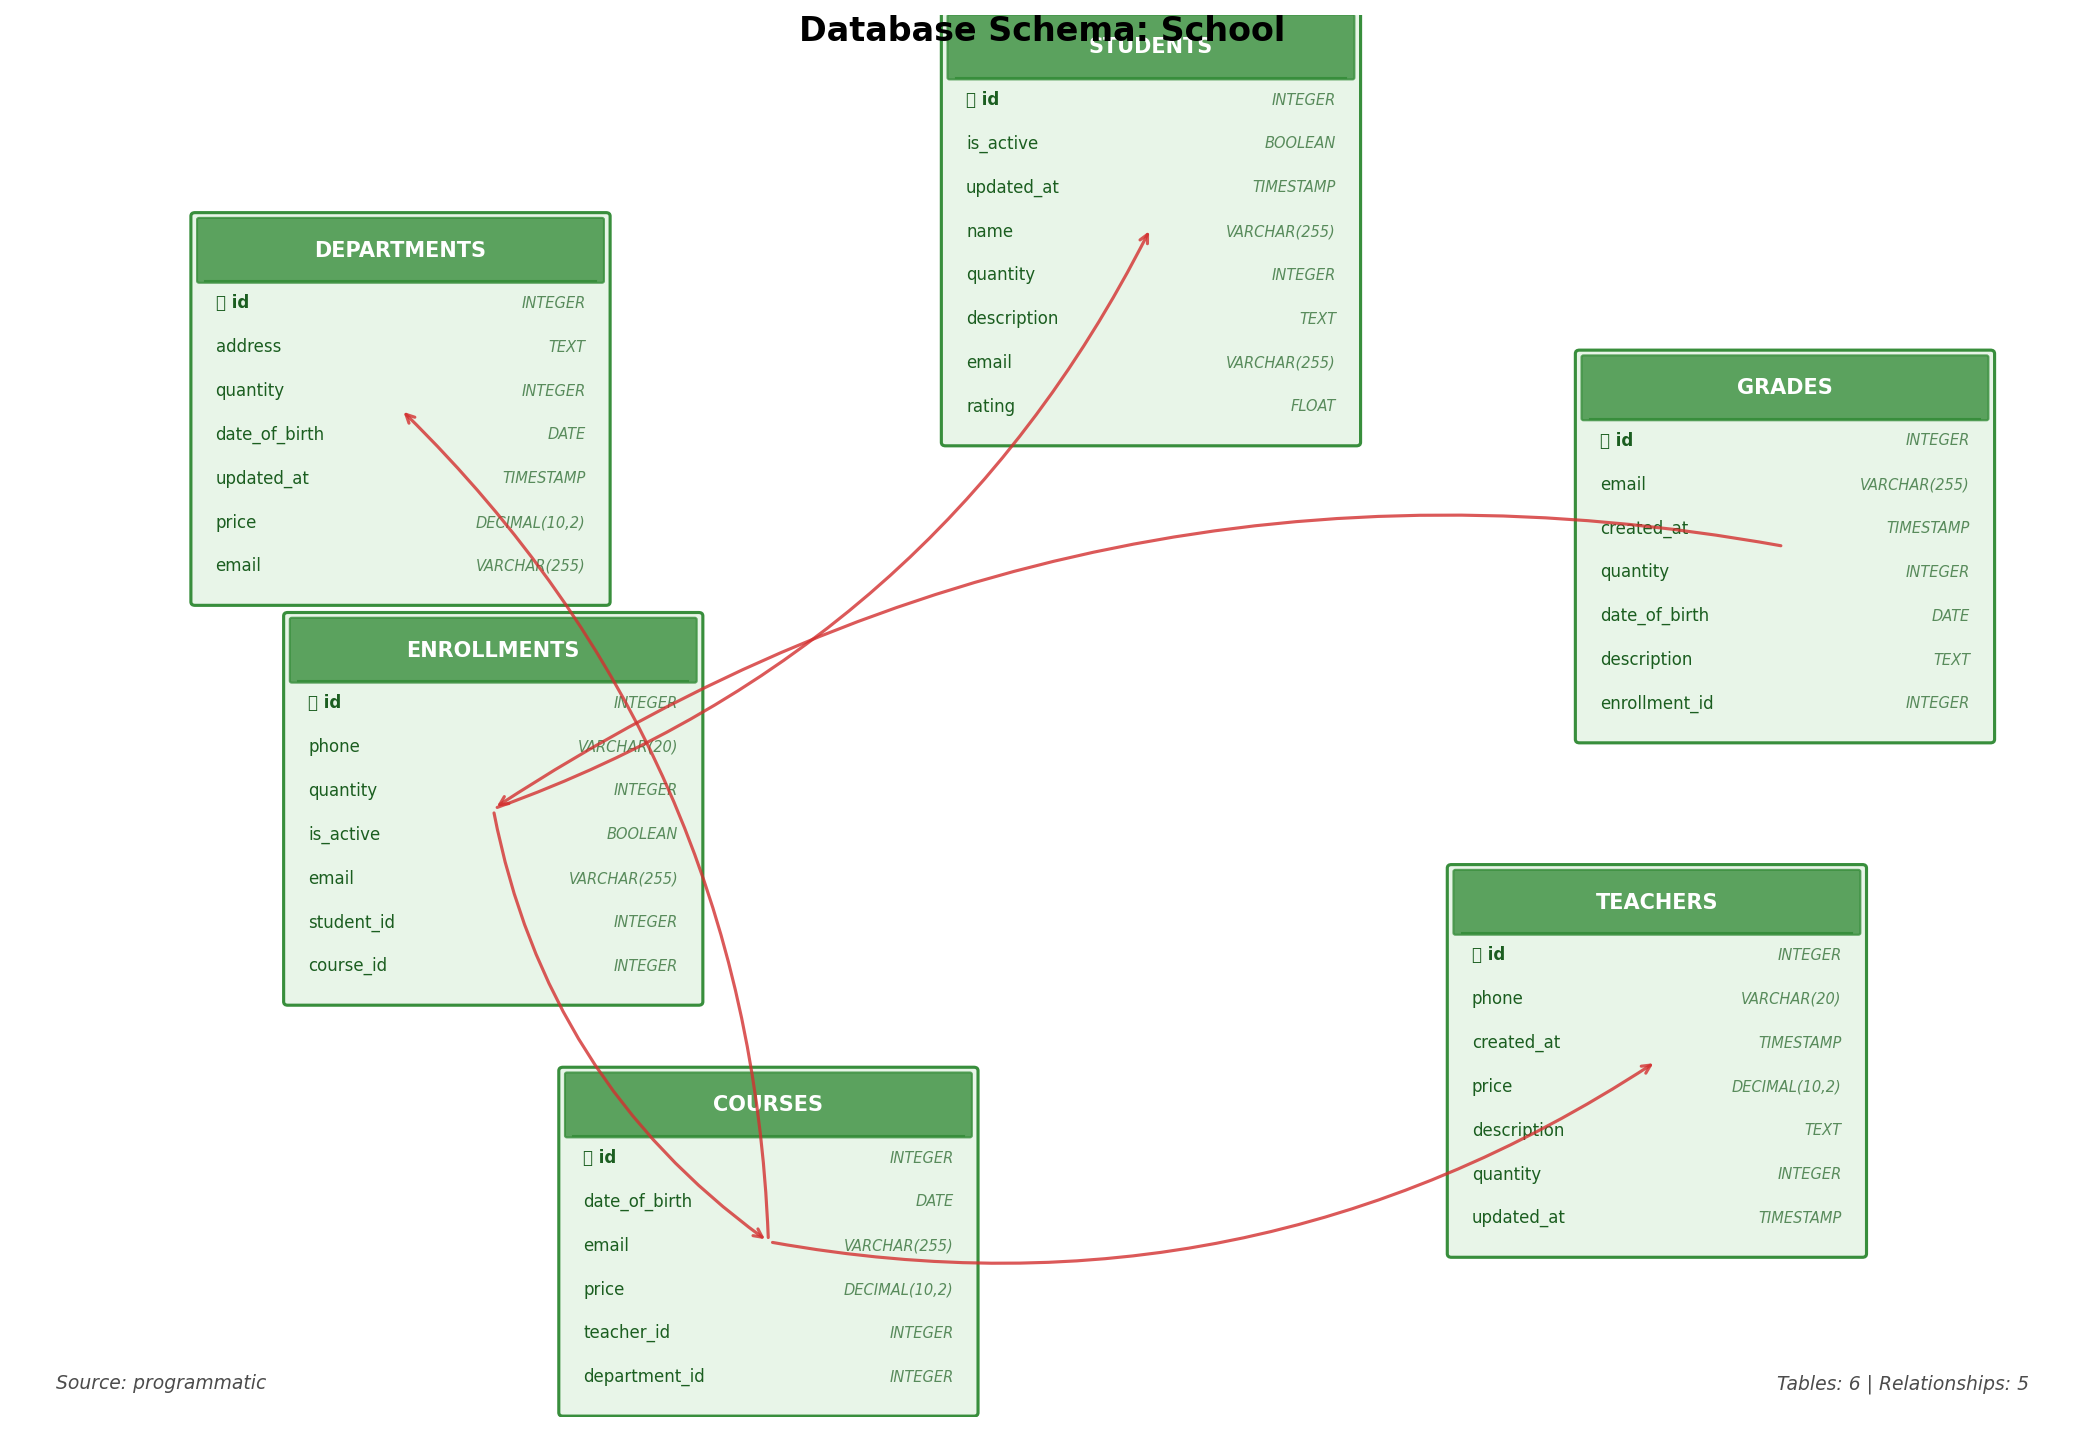 Database Schema: School
STUDENTS
id INTEGER
is_active BOOLEAN
updated_at TIMESTAMP
name VARCHAR(255)
quantity INTEGER
description TEXT
email VARCHAR(255)
rating FLOAT
DEPARTMENTS
id INTEGER
address TEXT
quantity INTEGER
date_of_birth DATE
updated_at TIMESTAMP
price DECIMAL(10,2)
email VARCHAR(255)
GRADES
id INTEGER
email VARCHAR(255)
created_at TIMESTAMP
quantity INTEGER
date_of_birth DATE
description TEXT
enrollment_id INTEGER
ENROLLMENTS
id INTEGER
phone VARCHAR(20)
quantity INTEGER
is_active BOOLEAN
email VARCHAR(255)
student_id INTEGER
course_id INTEGER
TEACHERS
id INTEGER
phone VARCHAR(20)
created_at TIMESTAMP
price DECIMAL(10,2)
description TEXT
quantity INTEGER
updated_at TIMESTAMP
COURSES
id INTEGER
date_of_birth DATE
email VARCHAR(255)
price DECIMAL(10,2)
teacher_id INTEGER
department_id INTEGER
Source: programmatic
Tables: 6 | Relationships: 5